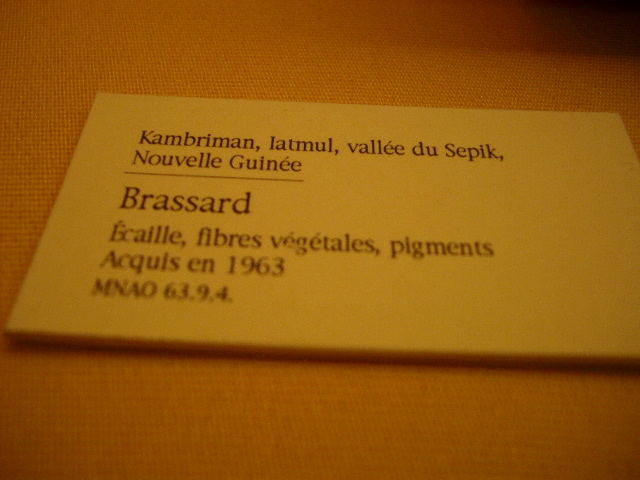 Kambriman, Iatmul, vallée du Sepik,
Nouvelle Guinée
Brassard
Écaille, fibres végétales, pigments
Acquis en 1963
MNAO 63.9.4.